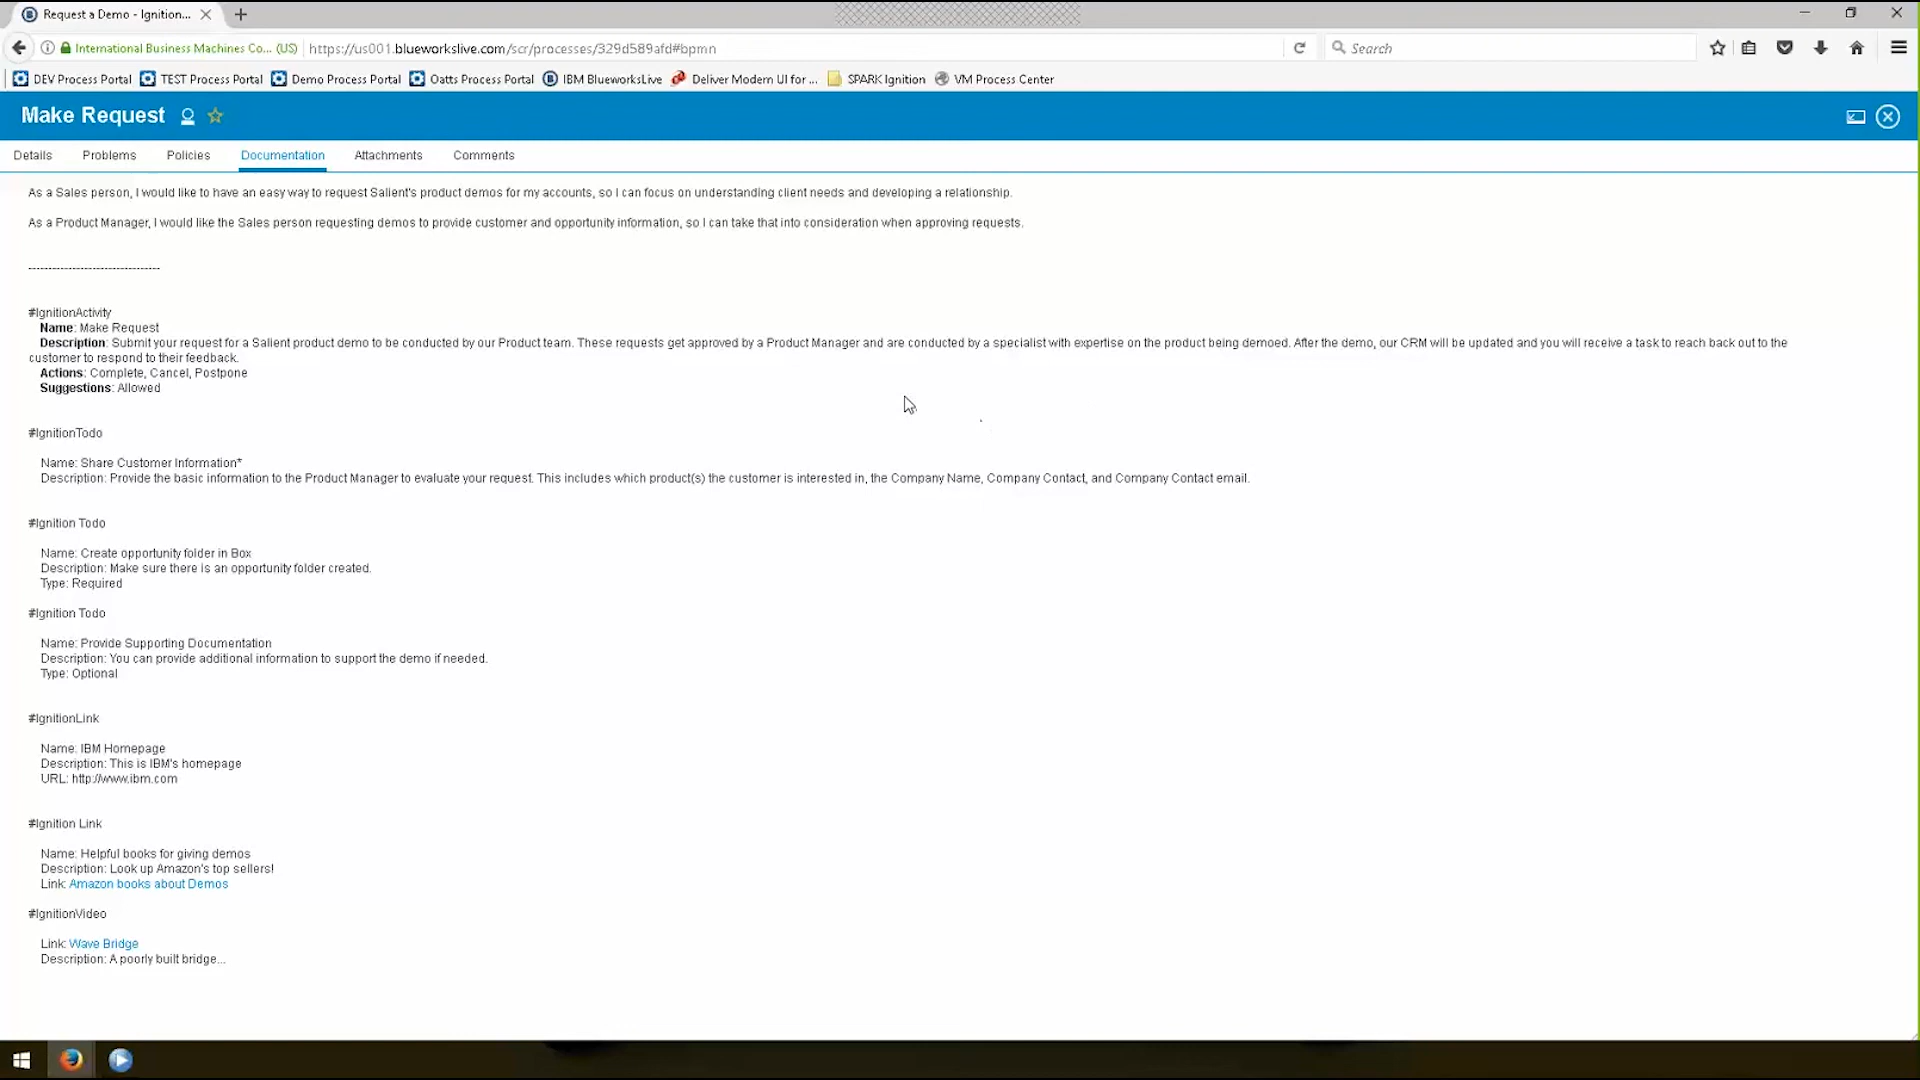 Request a Demo - Ignition...
International Business Machines Co... (US)
https://us001.blueworkslive.com/scr/processes/329d589afd#bpmn
Search
DEV Process Portal
TEST Process Portal
Demo Process Portal
Oatts Process Portal
IBM BlueworksLive
Deliver Modern UI for ...
SPARK Ignition
VM Process Center
Make Request
Details
Problems
Policies
Documentation
Attachments
Comments
As a Sales person, I would like to have an easy way to request Salient's product demos for my accounts, so I can focus on understanding client needs and developing a relationship.
As a Product Manager, I would like the Sales person requesting demos to provide customer and opportunity information, so I can take that into consideration when approving requests.
---------------------------------
#IgnitionActivity
Name: Make Request
Description: Submit your request for a Salient product demo to be conducted by our Product team. These requests get approved by a Product Manager and are conducted by a specialist with expertise on the product being demoed. After the demo, our CRM will be updated and you will receive a task to reach back out to the
customer to respond to their feedback.
Actions: Complete, Cancel, Postpone
Suggestions: Allowed
#IgnitionTodo
Name: Share Customer Information*
Description: Provide the basic information to the Product Manager to evaluate your request. This includes which product(s) the customer is interested in, the Company Name, Company Contact, and Company Contact email.
#Ignition Todo
Name: Create opportunity folder in Box
Description: Make sure there is an opportunity folder created.
Type: Required
#Ignition Todo
Name: Provide Supporting Documentation
Description: You can provide additional information to support the demo if needed.
Type: Optional
#IgnitionLink
Name: IBM Homepage
Description: This is IBM's homepage
URL: http://www.ibm.com
#Ignition Link
Name: Helpful books for giving demos
Description: Look up Amazon's top sellers!
Link: Amazon books about Demos
#IgnitionVideo
Link: Wave Bridge
Description: A poorly built bridge...